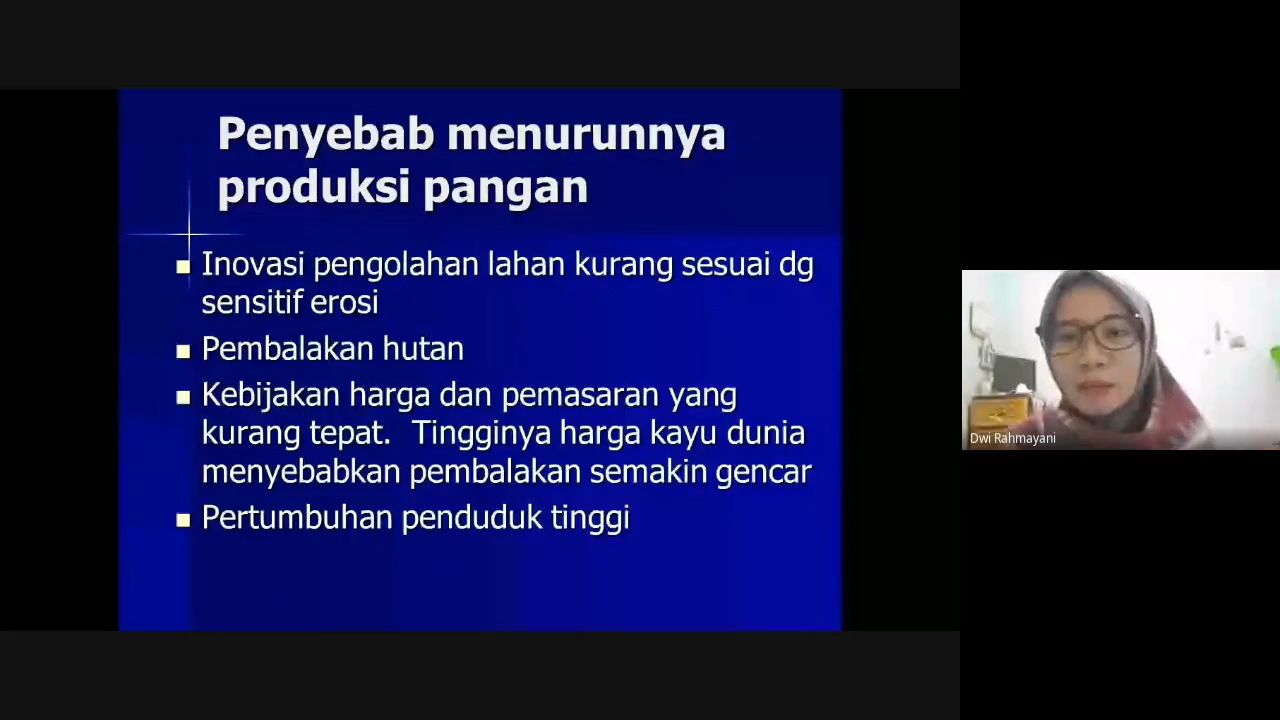 Penyebab menurunnya
produksi pangan
Inovasi pengolahan lahan kurang sesuai dg
sensitif erosi
Pembalakan hutan
Kebijakan harga dan pemasaran yang
kurang tepat.  Tingginya harga kayu dunia
menyebabkan pembalakan semakin gencar
Pertumbuhan penduduk tinggi
Dwi Rahmayani